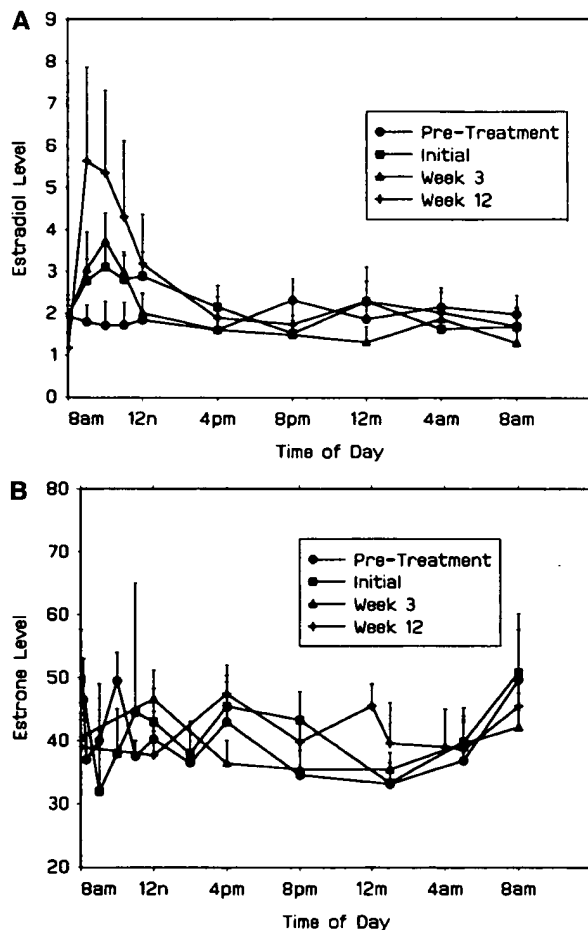 A
9
8
7
6
5
4
3
2
1
0
Estradiol Level
Pre-Treatment
Initial
Week 3
Week 12
8am 12n 4pm 8pm 12m 4am 8am
Time of Day
B
80
70
60
50
40
30
20
Estrone Level
Pre-Treatment
Initial
Week 3
Week 12
8am 12n 4pm 8pm 12m 4am 8am
Time of Day